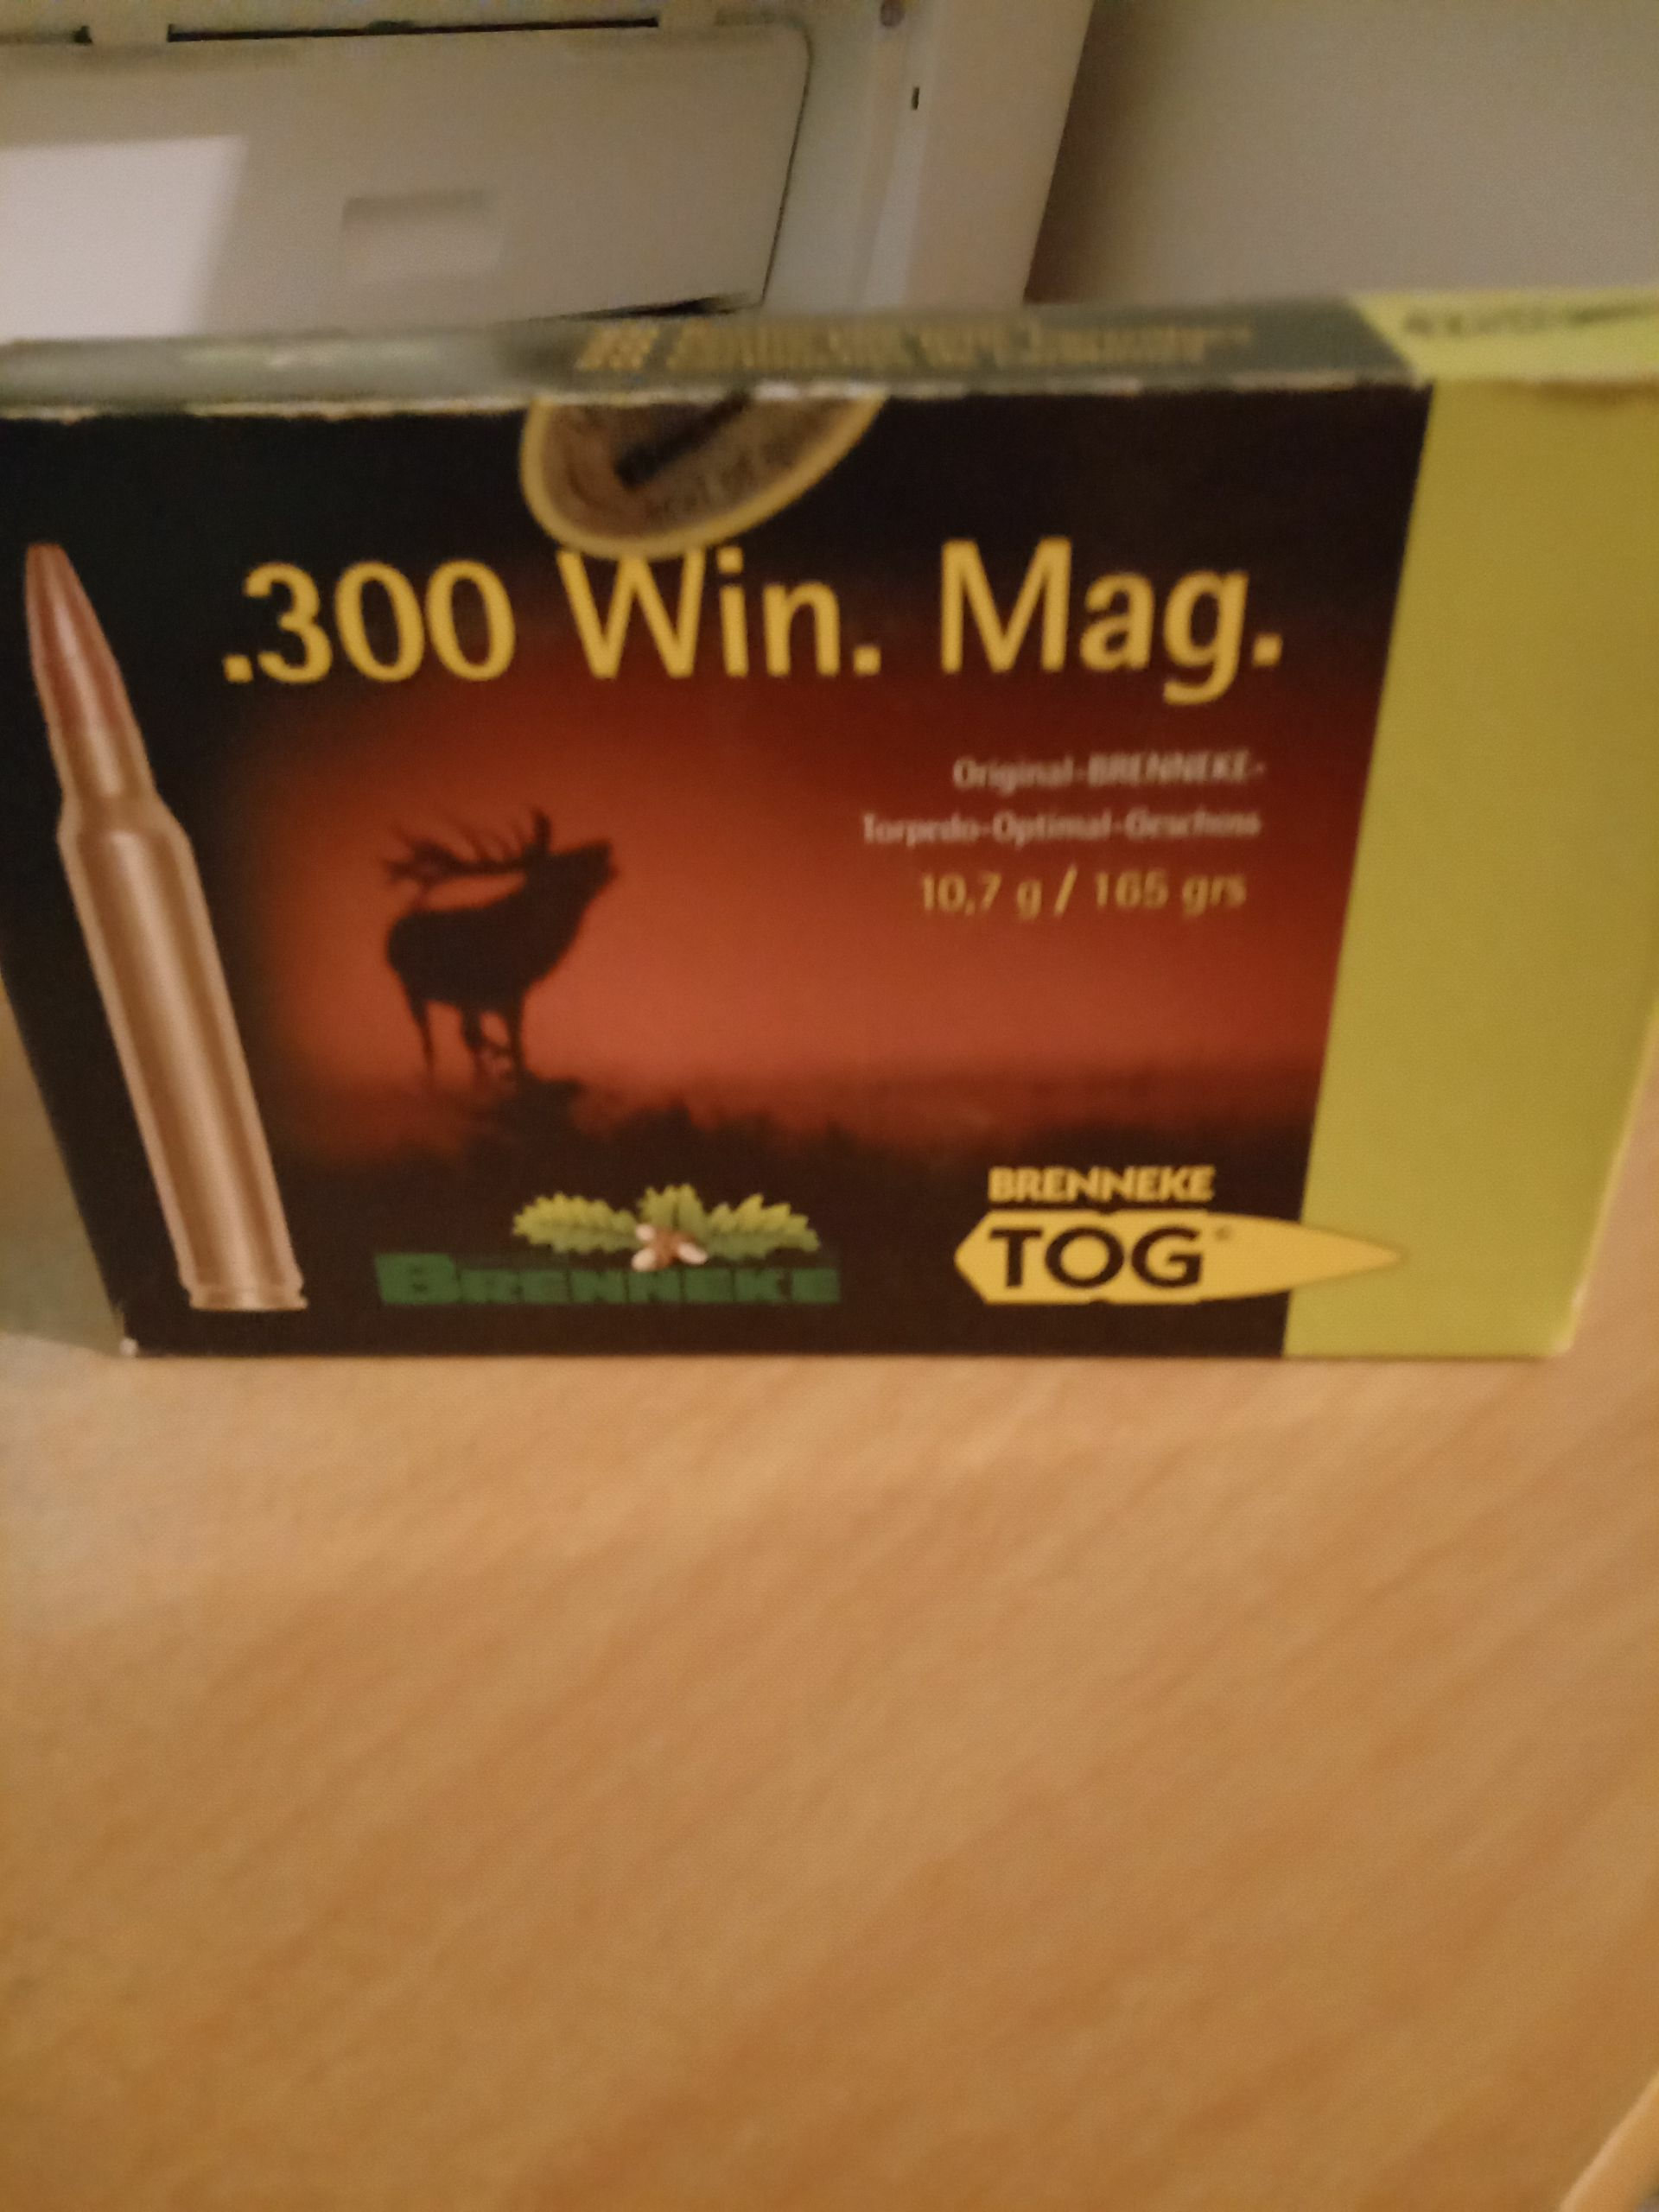 .300 Win. Mag.
Original-BRENNEKE-
Torpedo-Optimal-Geschoss
10,7 g / 165 grs
BRENNEKE
BRENNEKE
TOG®